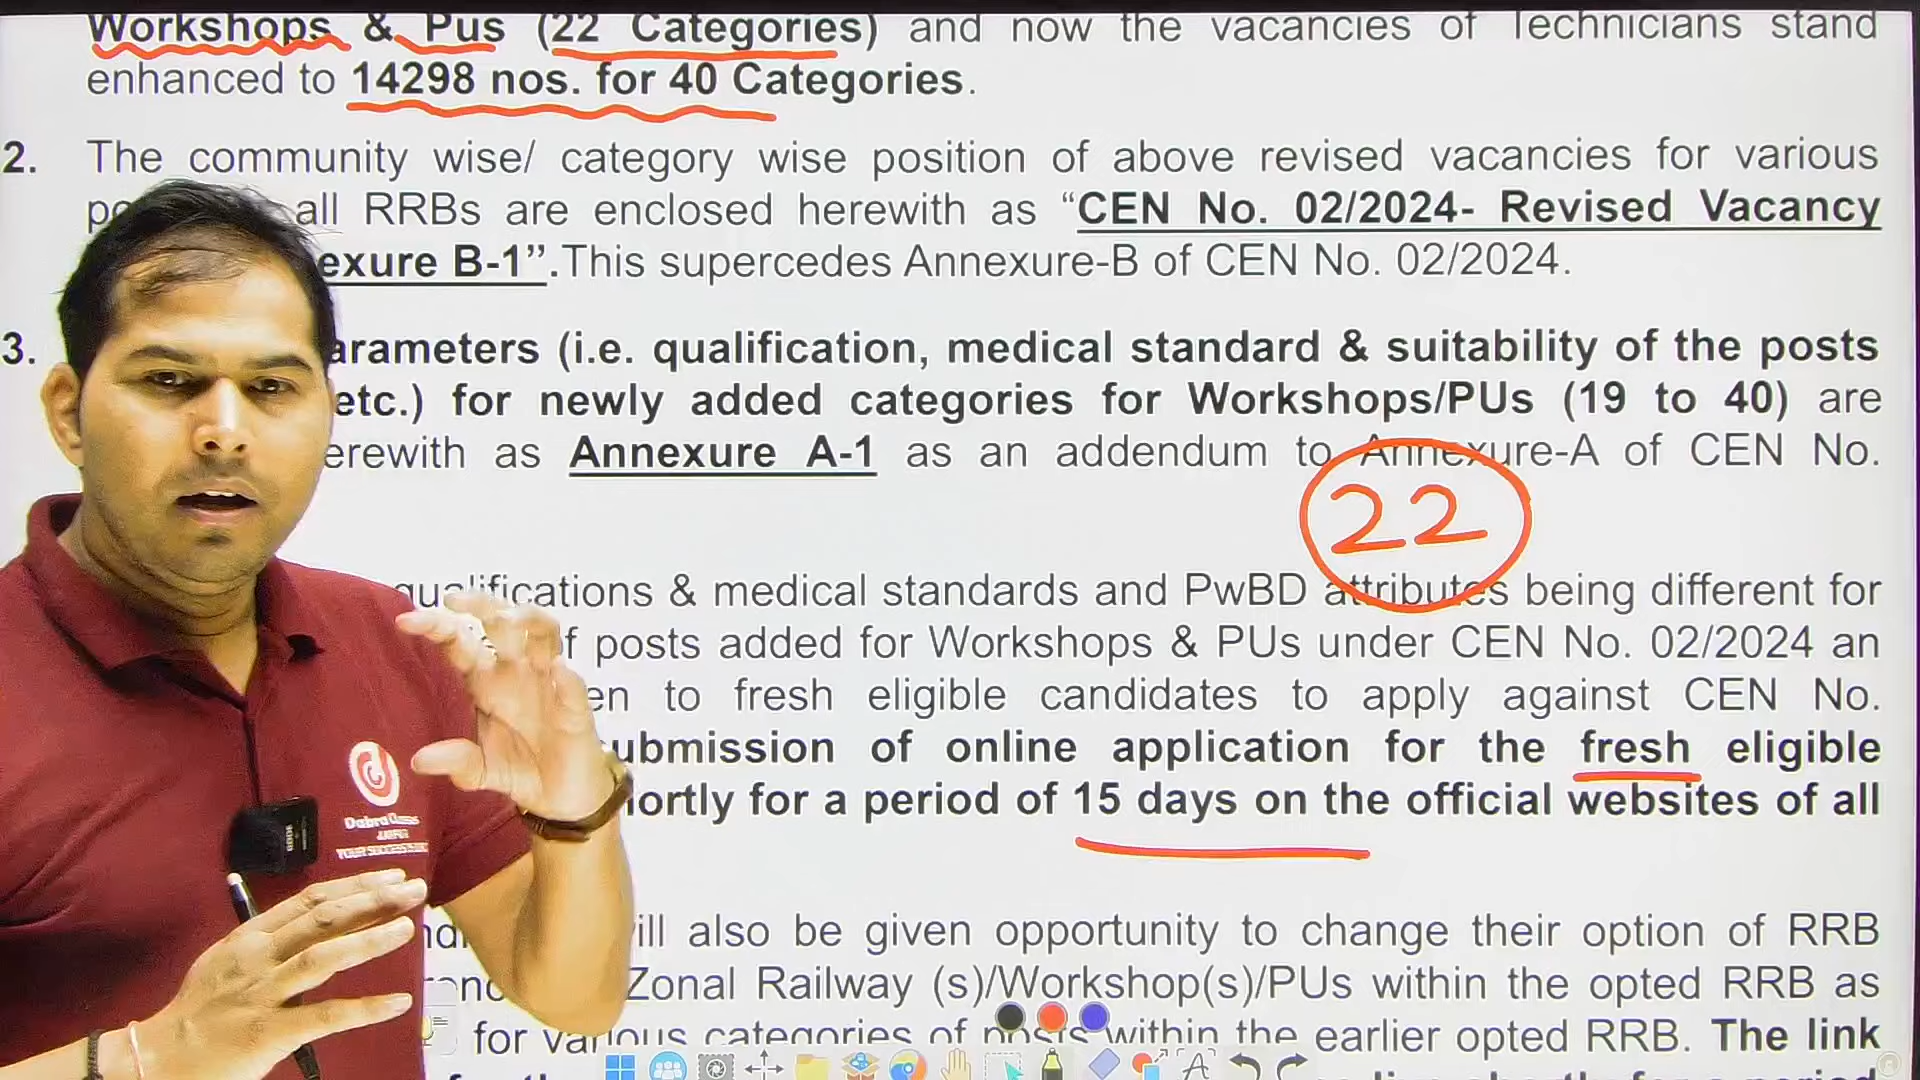 Workshops & Pus (22 Categories) and now the vacancies of Technicians stand
enhanced to 14298 nos. for 40 Categories.
2. The community wise/ category wise position of above revised vacancies for various
all RRBs are enclosed herewith as “CEN No. 02/2024- Revised Vacancy
exure B-1”.This supercedes Annexure-B of CEN No. 02/2024.
3. arameters (i.e. qualification, medical standard & suitability of the posts
etc.) for newly added categories for Workshops/PUs (19 to 40) are
erewith as Annexure A-1 as an addendum to Annexure-A of CEN No.
22
qualifications & medical standards and PwBD attributes being different for
of posts added for Workshops & PUs under CEN No. 02/2024 an
en to fresh eligible candidates to apply against CEN No.
ubmission of online application for the fresh eligible
ortly for a period of 15 days on the official websites of all
ill also be given opportunity to change their option of RRB
Zonal Railway (s)/Workshop(s)/PUs within the opted RRB as
for various categories of posts within the earlier opted RRB. The link
Dabra Class
JAIPUR